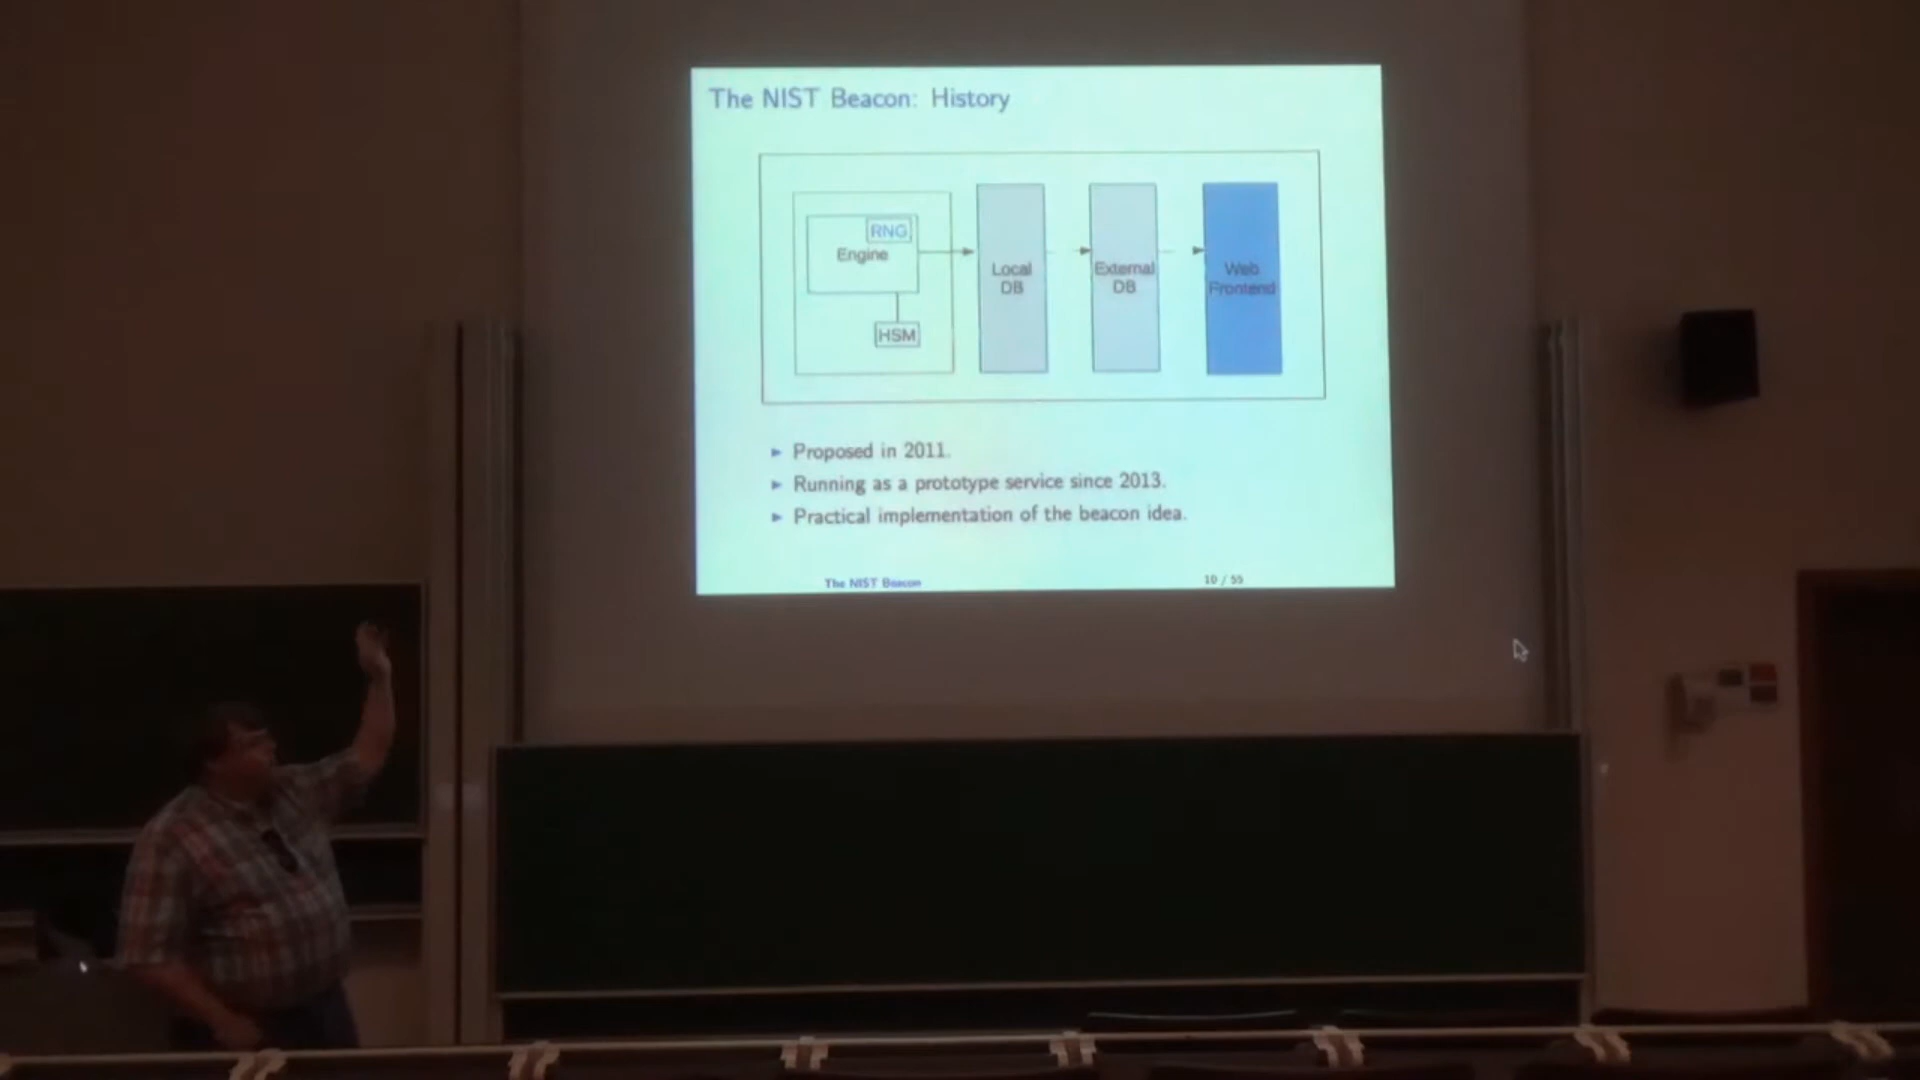 The NIST Beacon: History
RNG
Engine
HSM
Local
DB
External
DB
Web
Frontend
► Proposed in 2011.
► Running as a prototype service since 2013.
► Practical implementation of the beacon idea.
The NIST Beacon
10 / 55